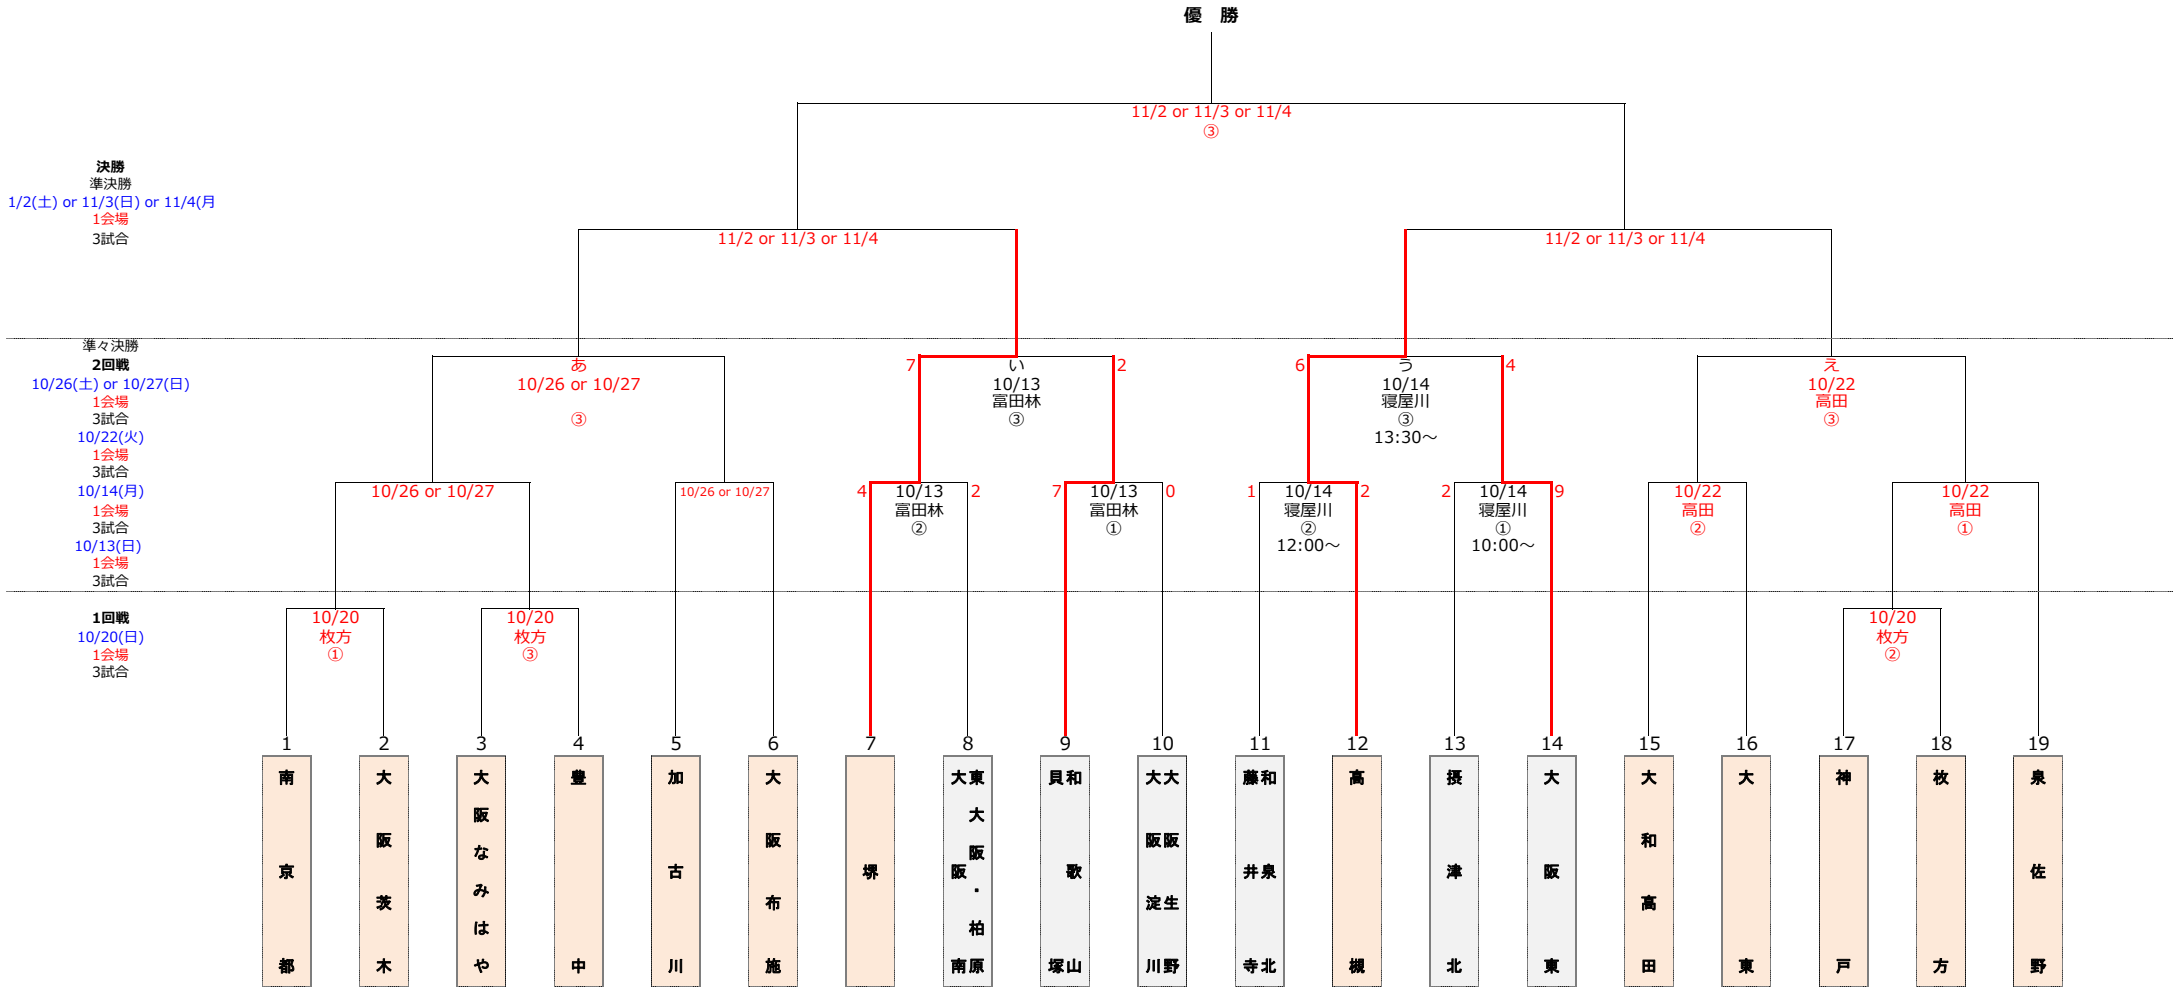 優　勝
11/2 or 11/3 or 11/4
③
決勝
準決勝
1/2(土) or 11/3(日) or 11/4(月
1会場
3試合
11/2 or 11/3 or 11/4
11/2 or 11/3 or 11/4
準々決勝
2回戦
10/26(土) or 10/27(日)
1会場
3試合
10/22(火)
1会場
3試合
10/14(月)
1会場
3試合
10/13(日)
1会場
3試合
あ
10/26 or 10/27
③
7 い 2
10/13
富田林
③
6 う 4
10/14
寝屋川
③
13:30～
え
10/22
高田
③
10/26 or 10/27
10/26 or 10/27
4 10/13 2
富田林
②
7 10/13 0
富田林
①
1 10/14 2
寝屋川
②
12:00～
2 10/14 9
寝屋川
①
10:00～
10/22
高田
②
10/22
高田
①
1回戦
10/20(日)
1会場
3試合
10/20
枚方
①
10/20
枚方
③
10/20
枚方
②
1 2 3 4 5 6 7 8 9 10 11 12 13 14 15 16 17 18 19
南京都
大阪茨木
大阪なみはや
豊中
加古川
大阪布施
堺
東大阪・柏原
大阪南
和歌山
貝塚
大阪生野
大阪淀川
和泉北
藤井寺
高槻
摂津北
大阪東
大和高田
大東
神戸
枚方
泉佐野